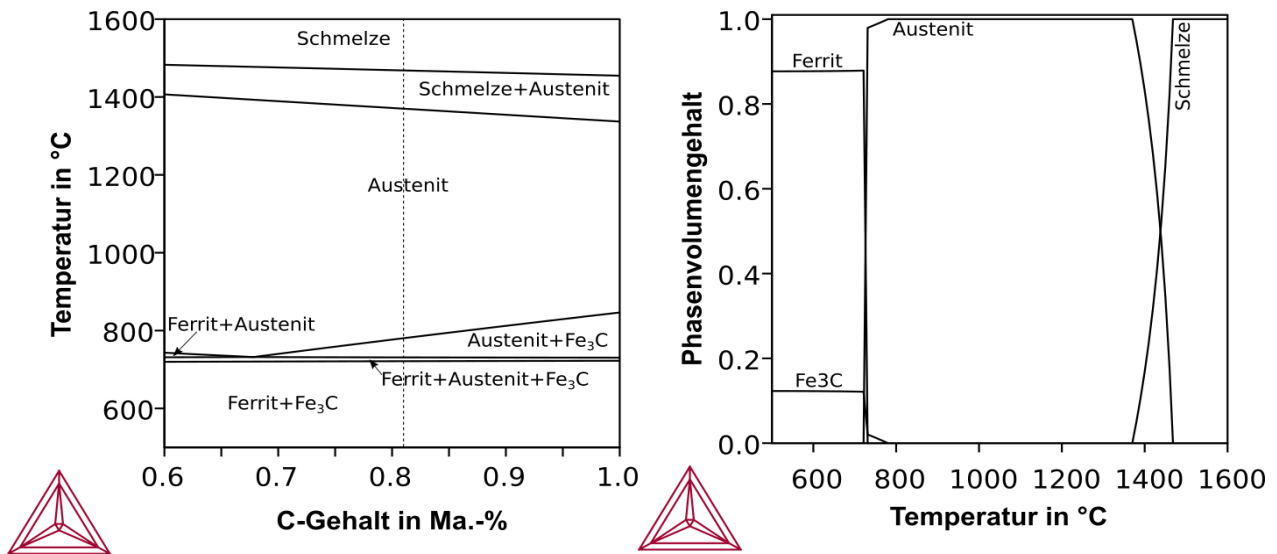 1600
1400
1200
1000
800
600
Temperatur in °C
Schmelze
Schmelze+Austenit
Austenit
Ferrit+Austenit
Austenit+Fe₃C
Ferrit+Austenit+Fe₃C
Ferrit+Fe₃C
0.6 0.7 0.8 0.9 1.0
C-Gehalt in Ma.-%
1.0
0.8
0.6
0.4
0.2
0.0
Phasenvolumengehalt
Austenit
Ferrit
Schmelze
Fe3C
600 800 1000 1200 1400 1600
Temperatur in °C